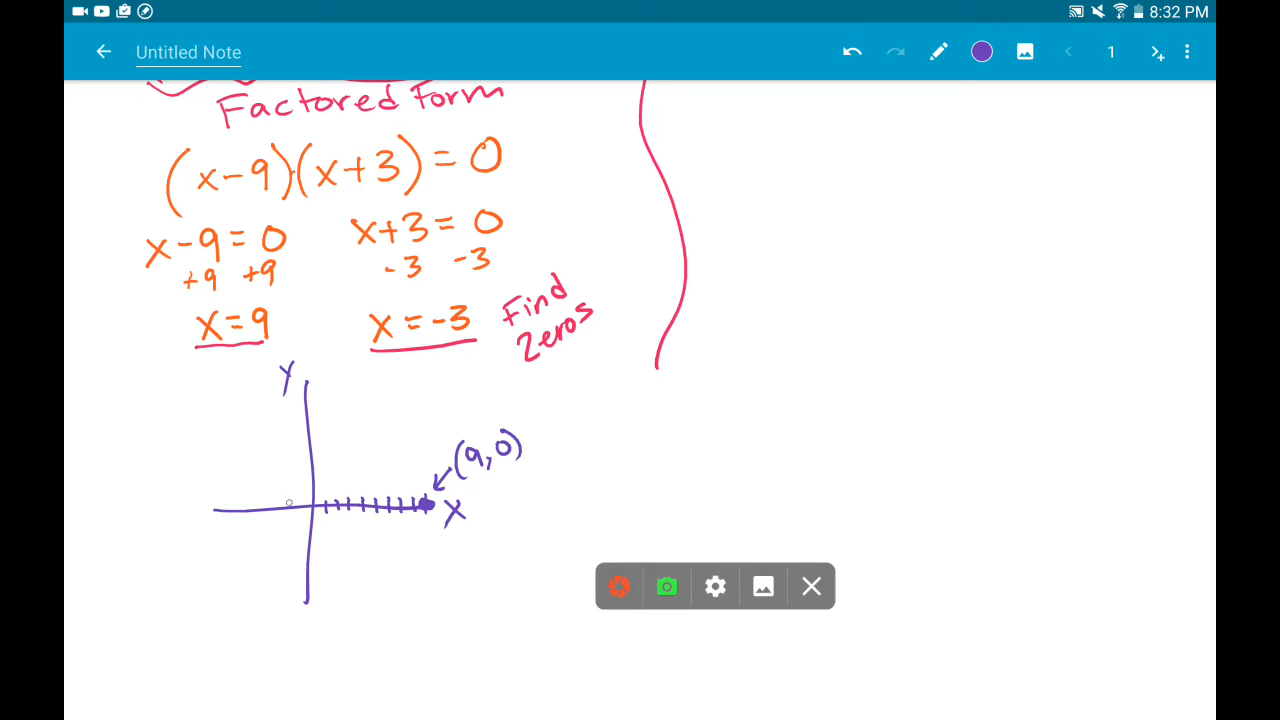 8:32 PM
Untitled Note
1
Factored Form
(x-9)(x+3)=0
x-9=0 x+3=0
+9 +9 -3 -3
x=9 x=-3
Find
Zeros
Y
(9,0)
X